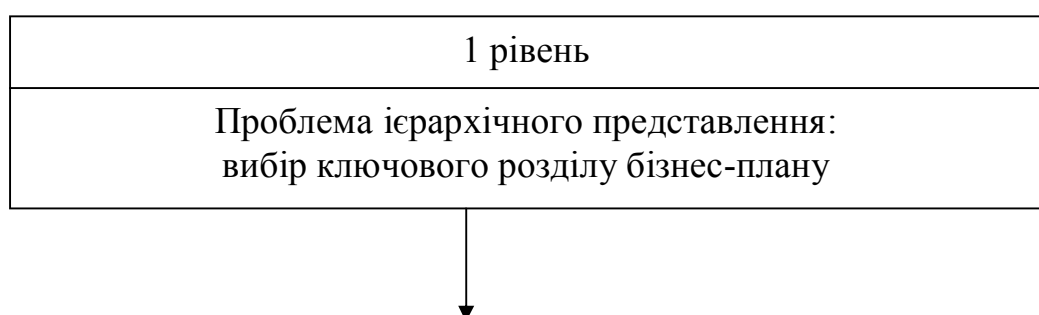 1 рівень
Проблема ієрархічного представлення:
вибір ключового розділу бізнес-плану